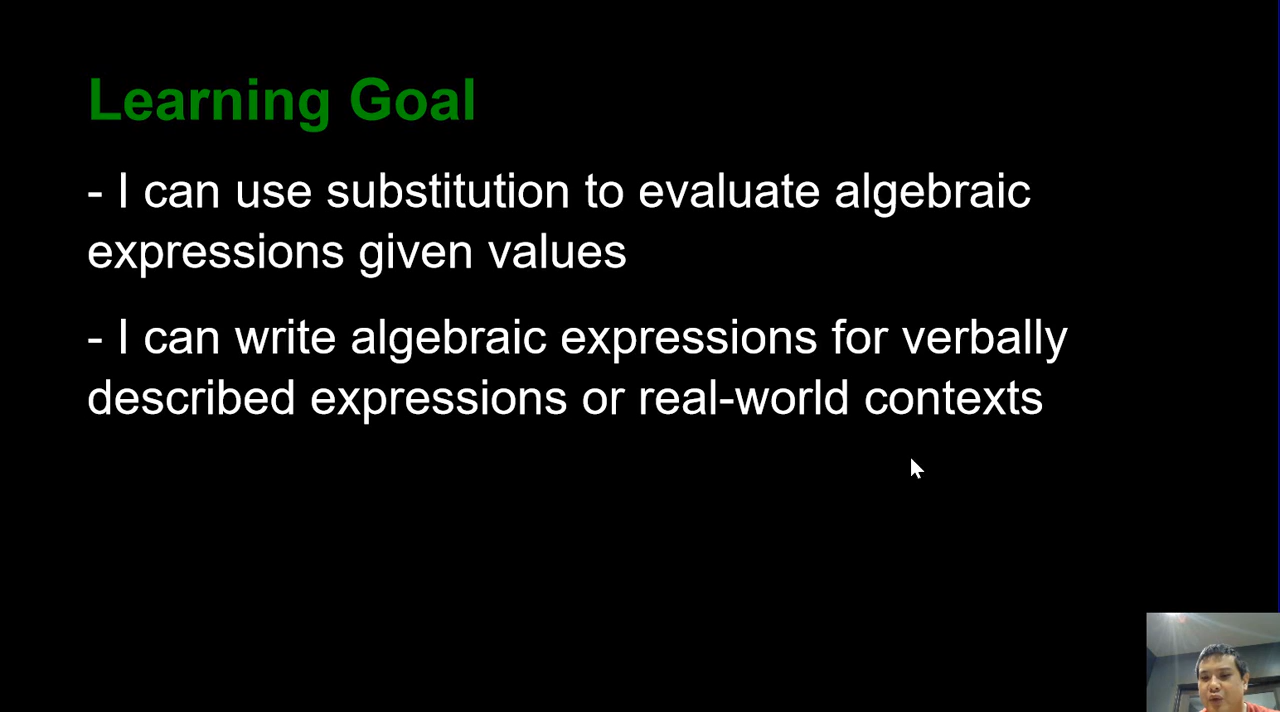 Learning Goal
- I can use substitution to evaluate algebraic
expressions given values
- I can write algebraic expressions for verbally
described expressions or real-world contexts